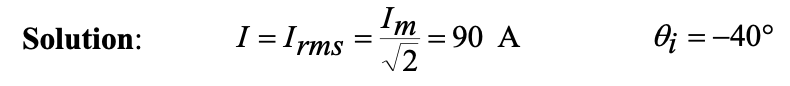 Solution: I = I_rms = I_m/√2 = 90 A θ_i = −40°